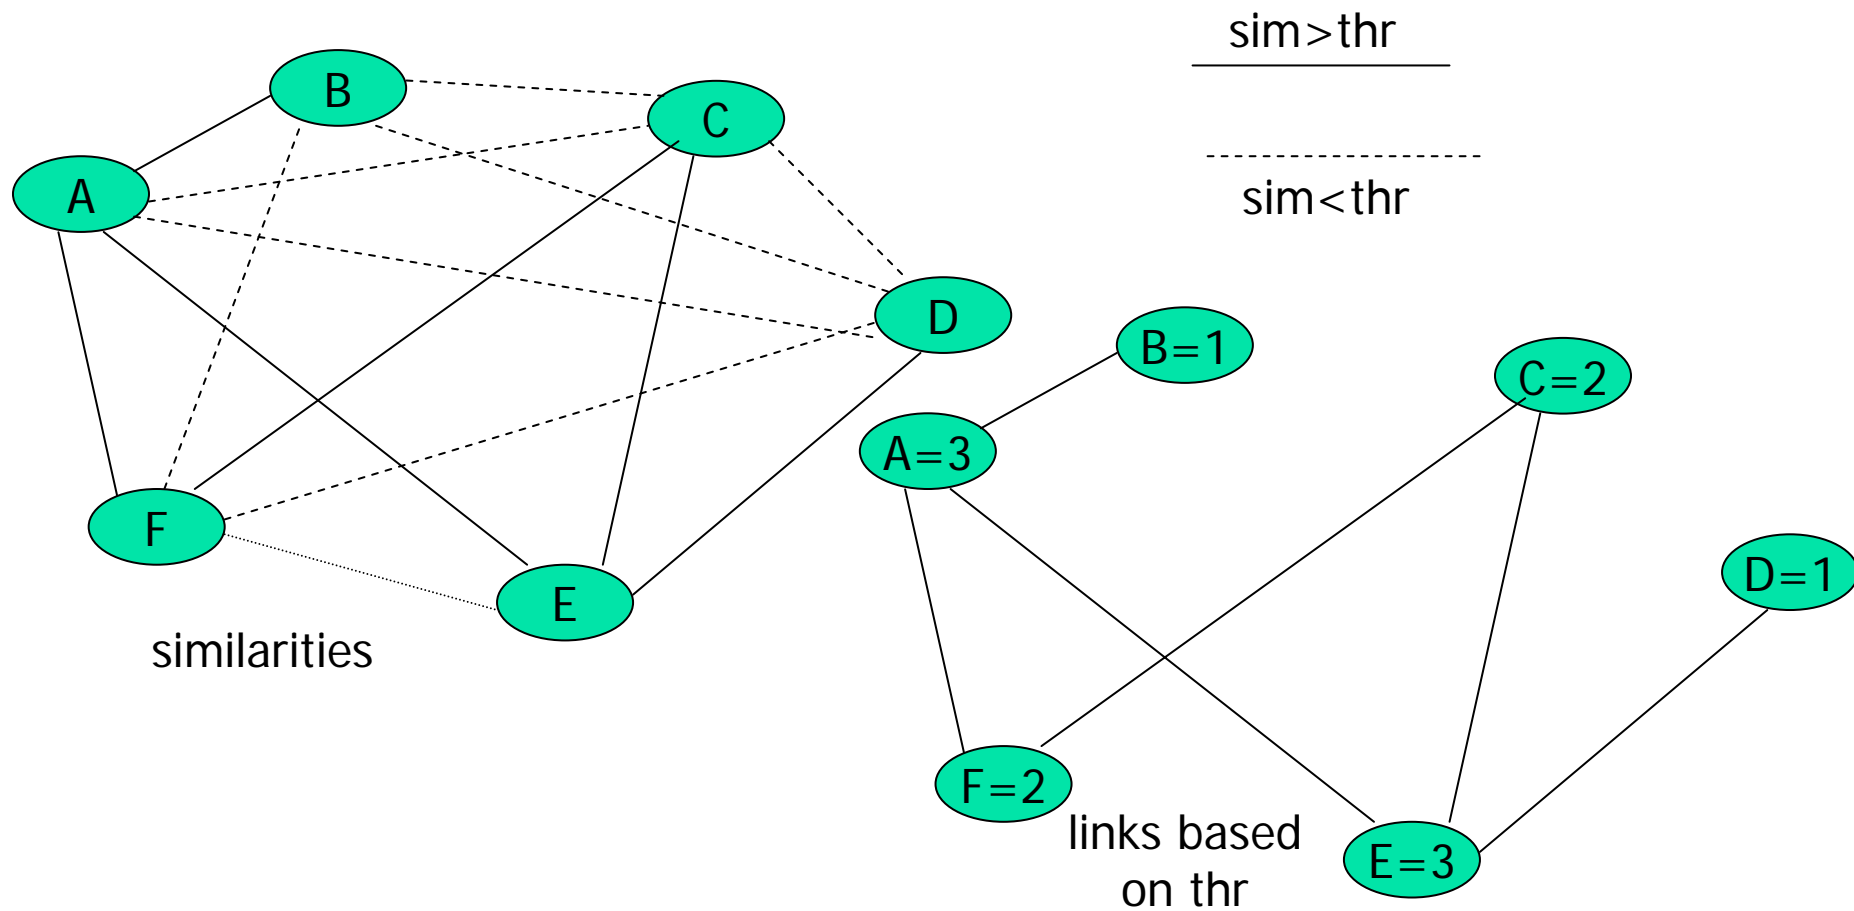 sim>thr
B
C
A
sim<thr
D
B=1
C=2
A=3
F
D=1
E
similarities
F=2
links based
on thr
E=3